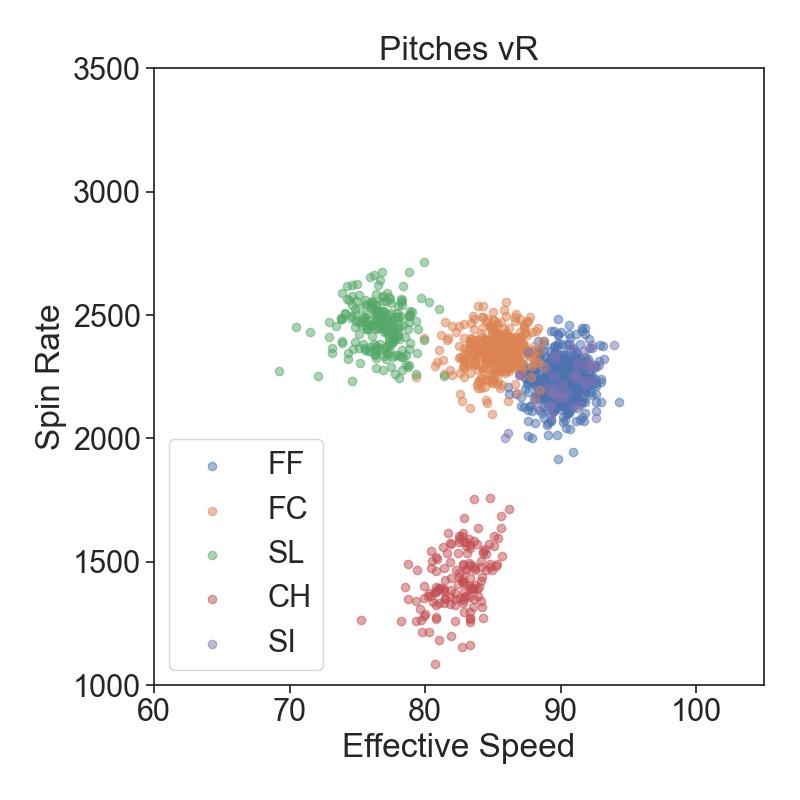 Pitches vR
3500
3000
2500
2000
1500
1000
Spin Rate
FF
FC
SL
CH
SI
60 70 80 90 100
Effective Speed